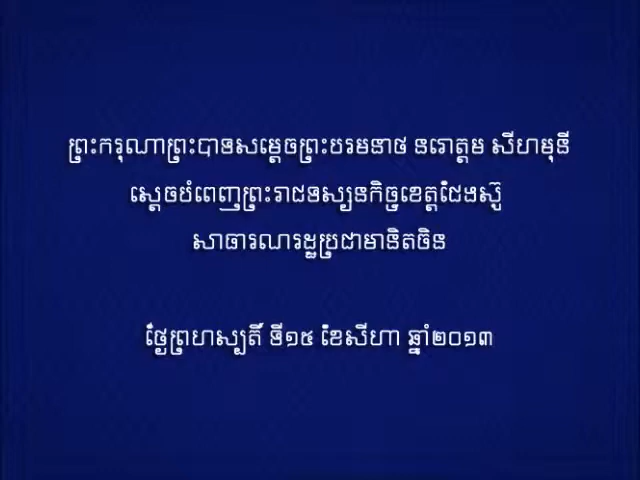 ព្រះករុណាព្រះបាទសម្តេចព្រះបរមនាថ នរោត្តម សីហមុនី
ស្តេចបំពេញព្រះរាជទស្សនកិច្ចខេត្តជែងស៊ូ
សាធារណរដ្ឋប្រជាមានិតចិន
ថ្ងៃព្រហស្បតិ៍ ទី១៥ ខែសីហា ឆ្នាំ២០១៣